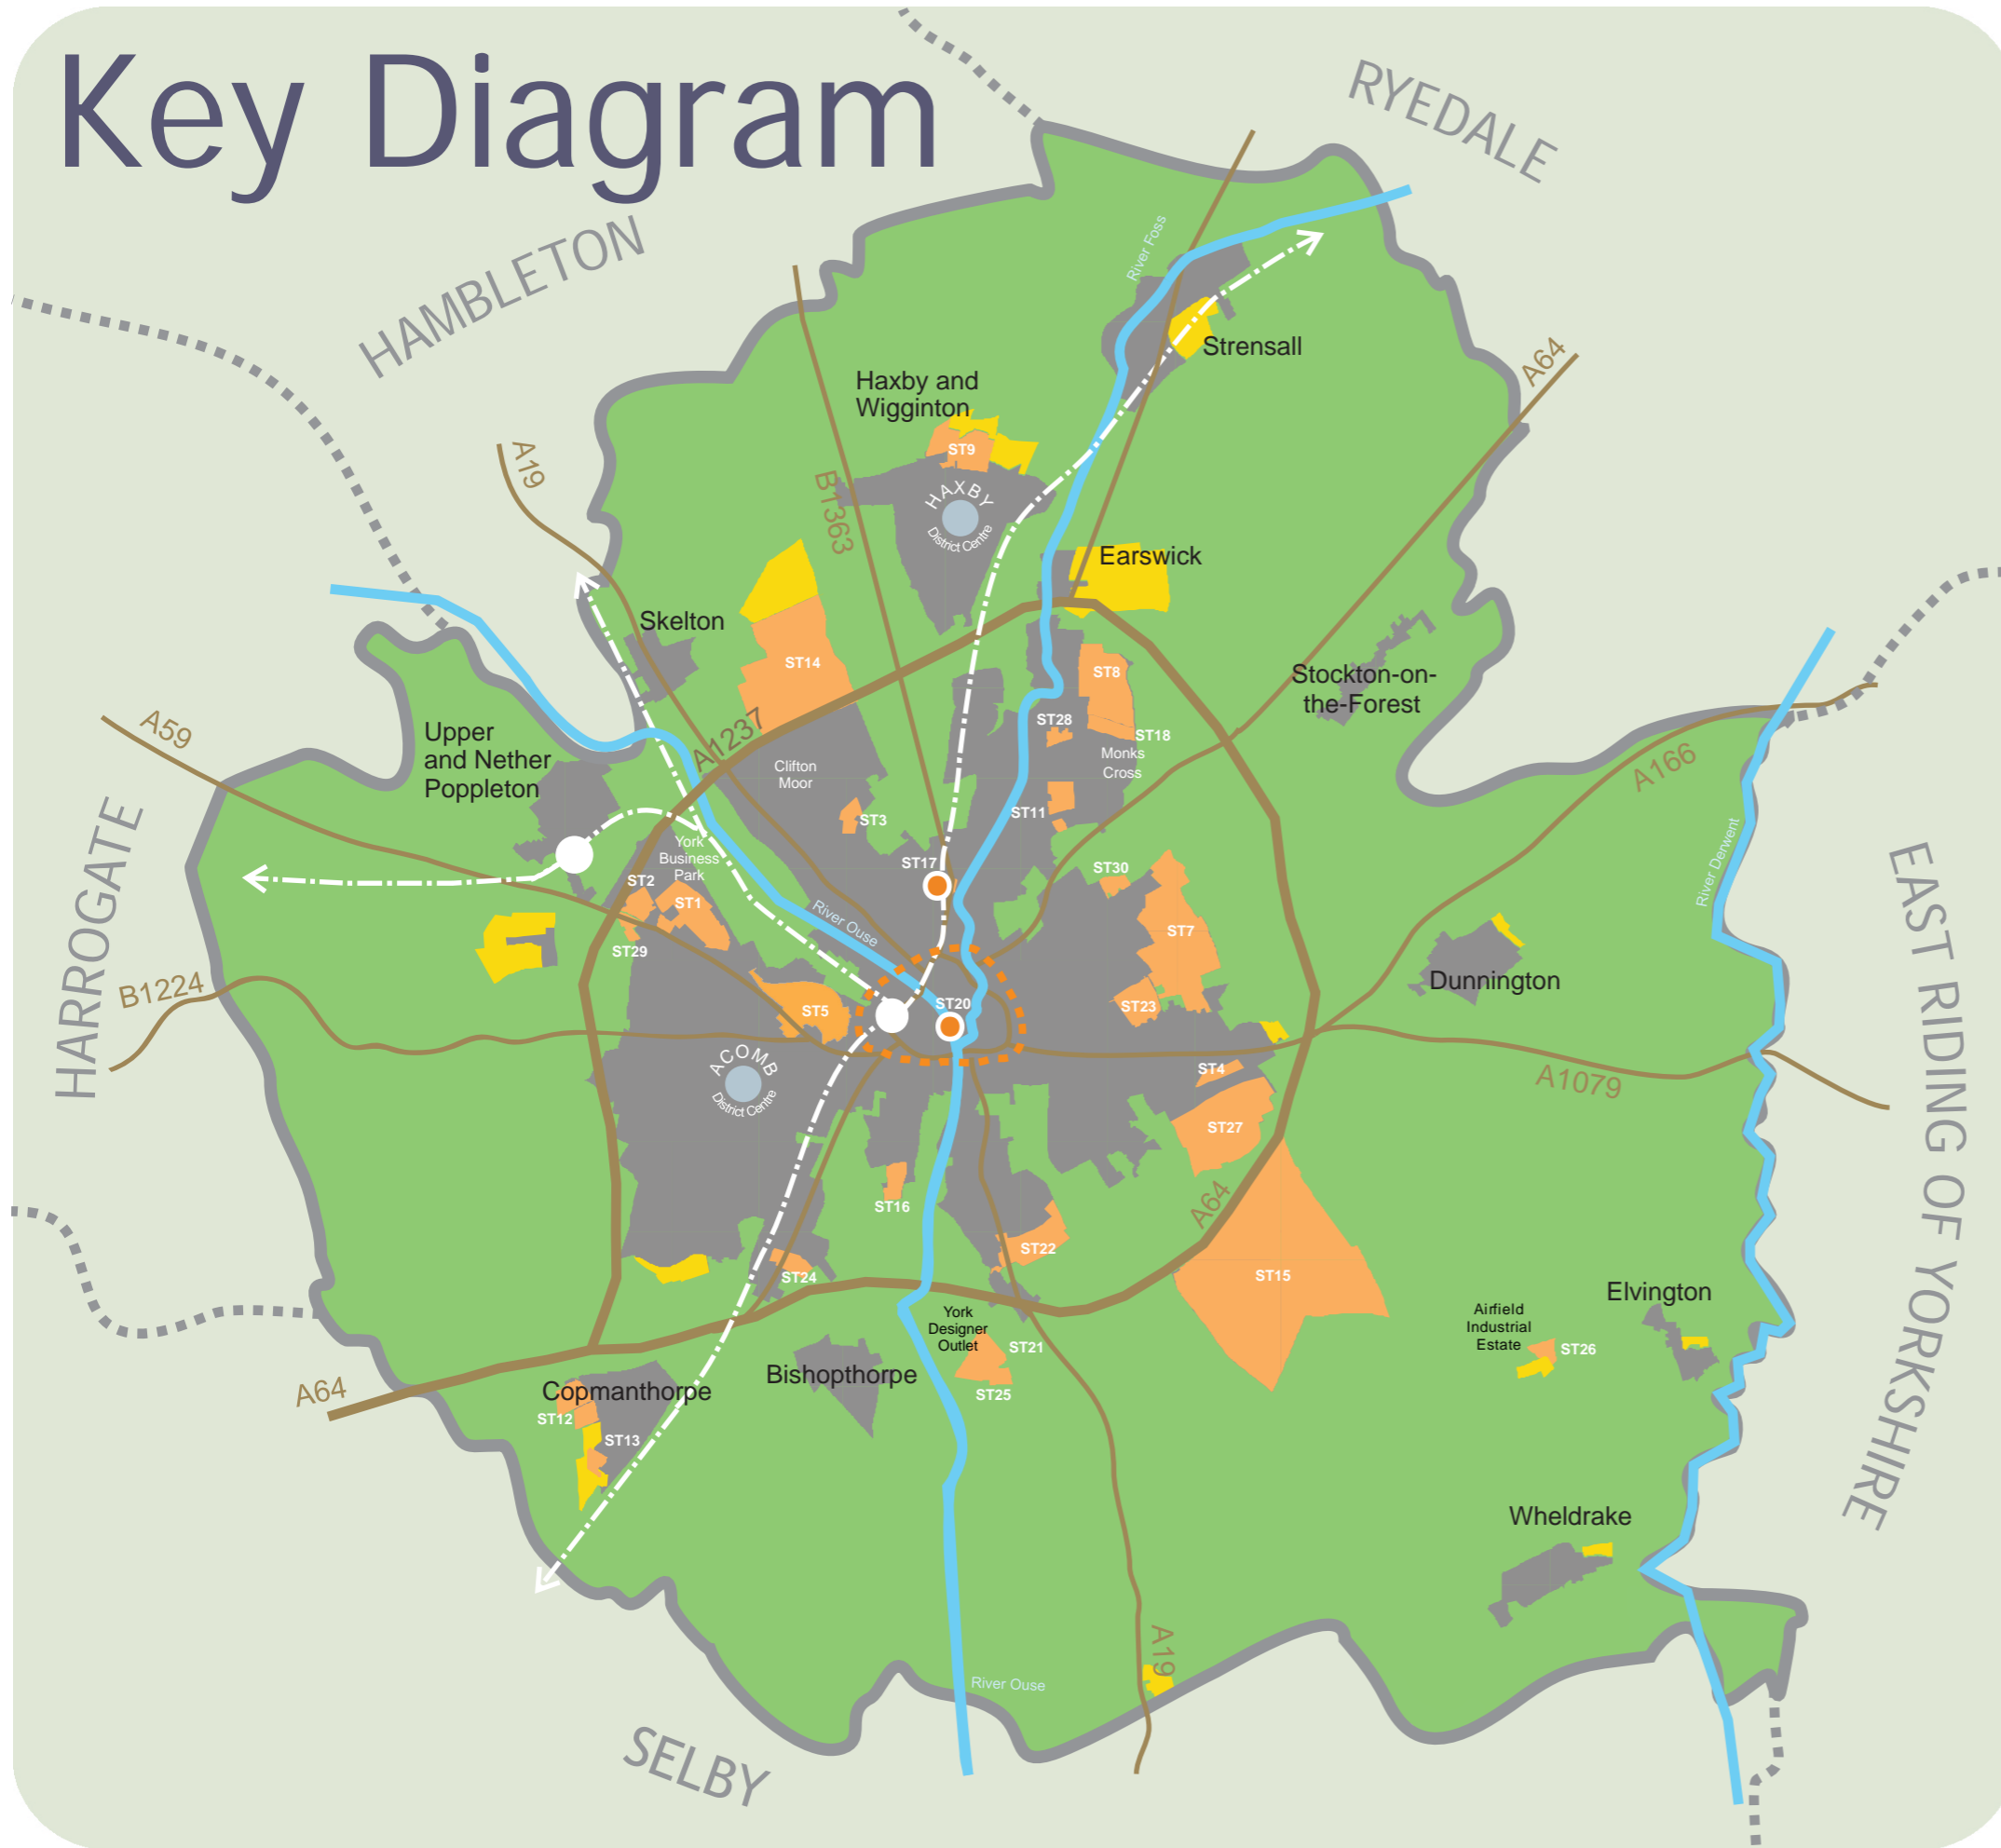 Key Diagram
RYEDALE
HAMBLETON
River Foss
Strensall
A64
Haxby and
Wigginton
ST9
A19
B1363
HAXBY
District Centre
Earswick
Skelton
ST14
ST8
Stockton-on-
the-Forest
A59
Upper
and Nether
Poppleton
A1237
Clifton
Moor
ST28
ST18
Monks
Cross
A166
HARROGATE
ST3
ST11
York
Business
Park
ST17
ST30
River Derwent
EAST RIDING OF YORKSHIRE
ST2
ST1
River Ouse
ST7
ST29
Dunnington
B1224
ST5
ST20
ST23
ACOMB
District Centre
ST4
A1079
ST27
A64
ST16
ST22
ST24
ST15
Elvington
York
Designer
Outlet
Airfield
Industrial
Estate
ST21
ST26
Bishopthorpe
A64
Copmanthorpe
ST25
ST12
ST13
Wheldrake
A19
River Ouse
SELBY